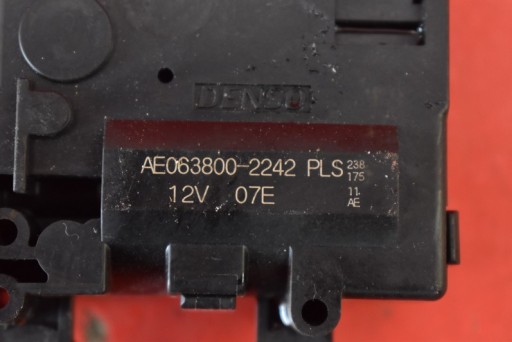 DENSO
AE063800-2242 PLS 238
175
12V 07E 11
AE